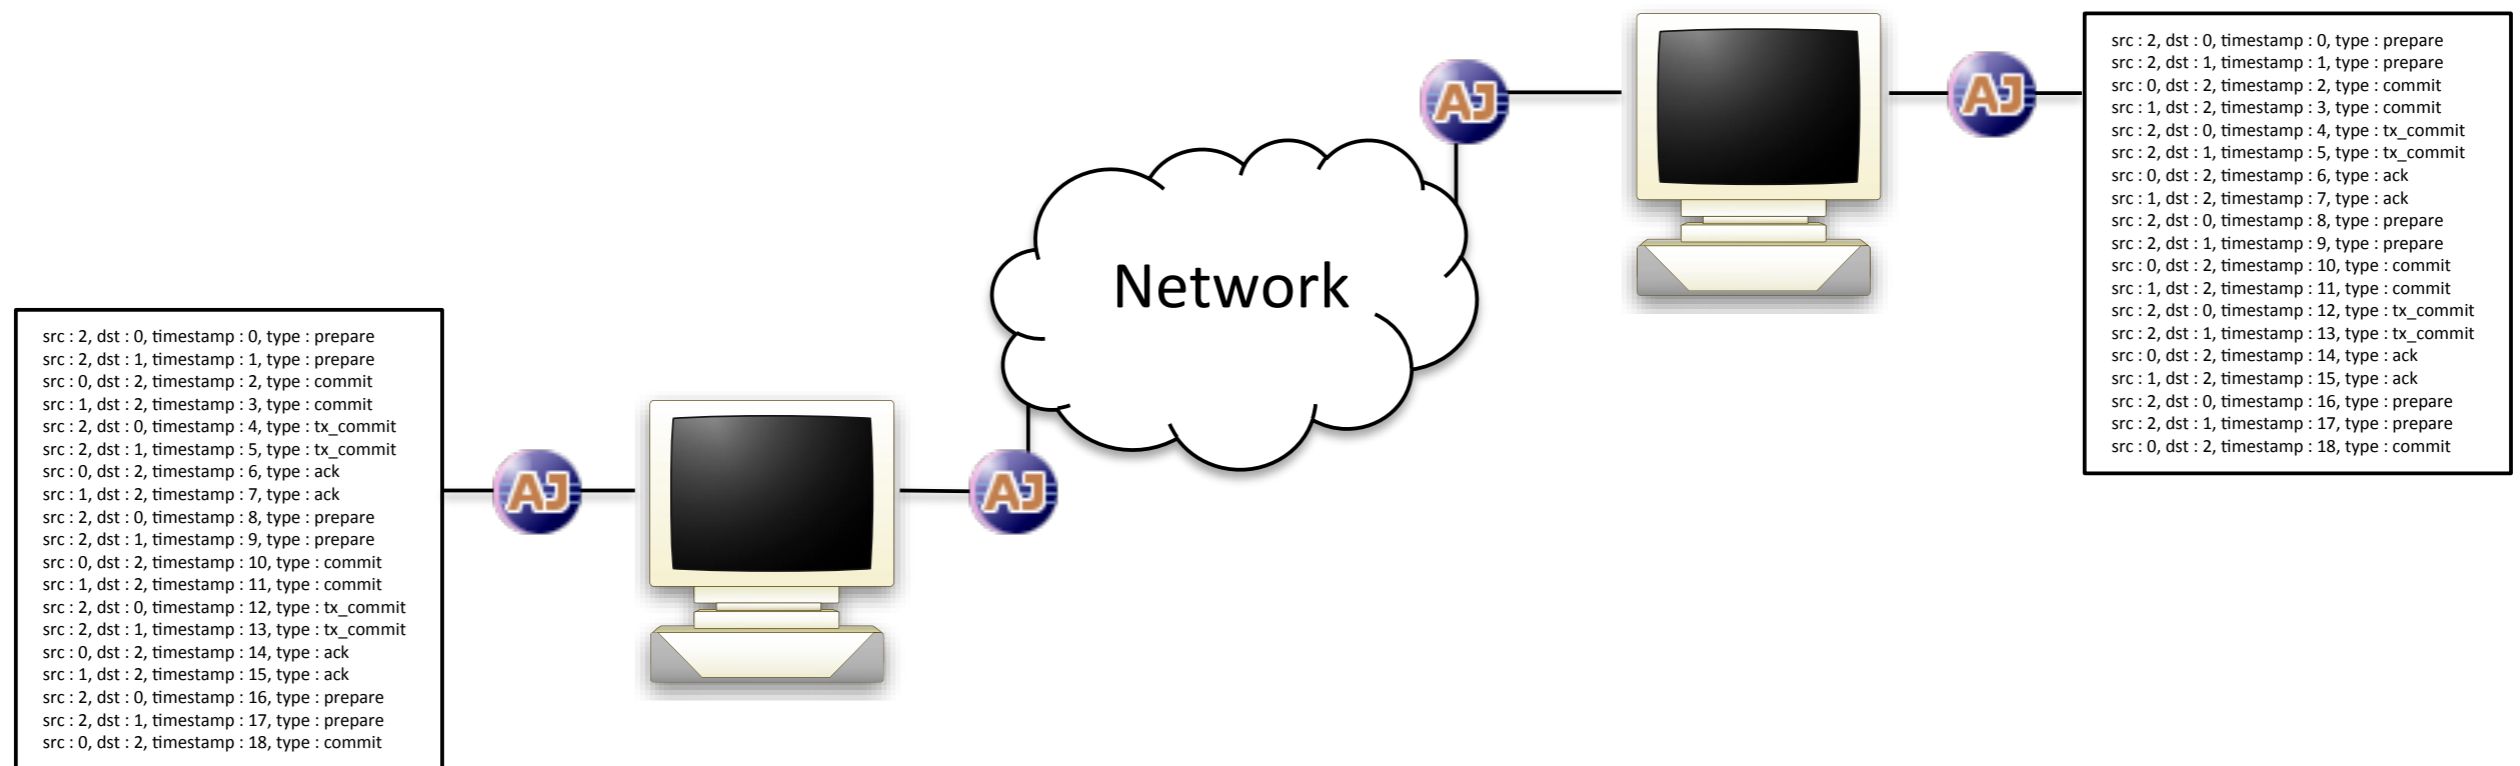 src : 2, dst : 0, timestamp : 0, type : prepare
src : 2, dst : 1, timestamp : 1, type : prepare
src : 0, dst : 2, timestamp : 2, type : commit
src : 1, dst : 2, timestamp : 3, type : commit
src : 2, dst : 0, timestamp : 4, type : tx_commit
src : 2, dst : 1, timestamp : 5, type : tx_commit
src : 0, dst : 2, timestamp : 6, type : ack
src : 1, dst : 2, timestamp : 7, type : ack
src : 2, dst : 0, timestamp : 8, type : prepare
src : 2, dst : 1, timestamp : 9, type : prepare
src : 0, dst : 2, timestamp : 10, type : commit
src : 1, dst : 2, timestamp : 11, type : commit
src : 2, dst : 0, timestamp : 12, type : tx_commit
src : 2, dst : 1, timestamp : 13, type : tx_commit
src : 0, dst : 2, timestamp : 14, type : ack
src : 1, dst : 2, timestamp : 15, type : ack
src : 2, dst : 0, timestamp : 16, type : prepare
src : 2, dst : 1, timestamp : 17, type : prepare
src : 0, dst : 2, timestamp : 18, type : commit
AJ
AJ
Network
AJ
AJ
src : 2, dst : 0, timestamp : 0, type : prepare
src : 2, dst : 1, timestamp : 1, type : prepare
src : 0, dst : 2, timestamp : 2, type : commit
src : 1, dst : 2, timestamp : 3, type : commit
src : 2, dst : 0, timestamp : 4, type : tx_commit
src : 2, dst : 1, timestamp : 5, type : tx_commit
src : 0, dst : 2, timestamp : 6, type : ack
src : 1, dst : 2, timestamp : 7, type : ack
src : 2, dst : 0, timestamp : 8, type : prepare
src : 2, dst : 1, timestamp : 9, type : prepare
src : 0, dst : 2, timestamp : 10, type : commit
src : 1, dst : 2, timestamp : 11, type : commit
src : 2, dst : 0, timestamp : 12, type : tx_commit
src : 2, dst : 1, timestamp : 13, type : tx_commit
src : 0, dst : 2, timestamp : 14, type : ack
src : 1, dst : 2, timestamp : 15, type : ack
src : 2, dst : 0, timestamp : 16, type : prepare
src : 2, dst : 1, timestamp : 17, type : prepare
src : 0, dst : 2, timestamp : 18, type : commit